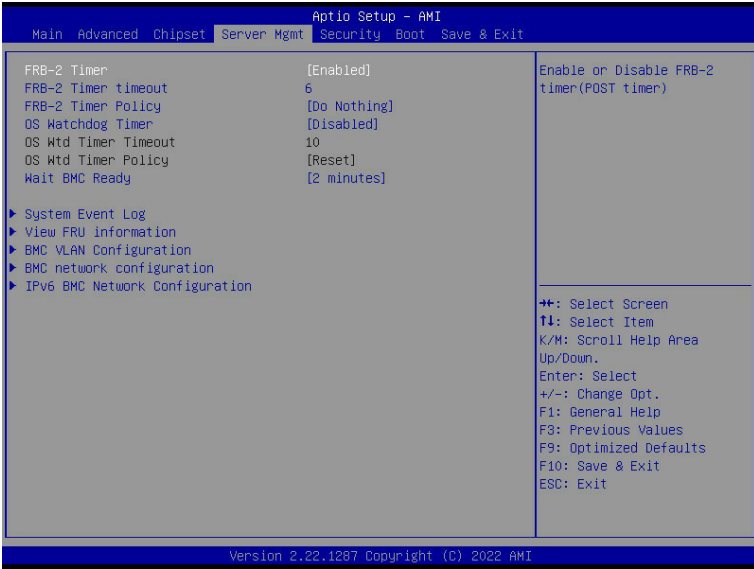 Aptio Setup – AMI
Main Advanced Chipset Server Mgmt Security Boot Save & Exit
FRB-2 Timer [Enabled]
FRB-2 Timer timeout 6
FRB-2 Timer Policy [Do Nothing]
OS Watchdog Timer [Disabled]
OS Wtd Timer Timeout 10
OS Wtd Timer Policy [Reset]
Wait BMC Ready [2 minutes]
System Event Log
View FRU information
BMC VLAN Configuration
BMC network configuration
IPv6 BMC Network Configuration
Enable or Disable FRB-2
timer(POST timer)
→←: Select Screen
↑↓: Select Item
K/M: Scroll Help Area
Up/Down.
Enter: Select
+/-: Change Opt.
F1: General Help
F3: Previous Values
F9: Optimized Defaults
F10: Save & Exit
ESC: Exit
Version 2.22.1287 Copyright (C) 2022 AMI